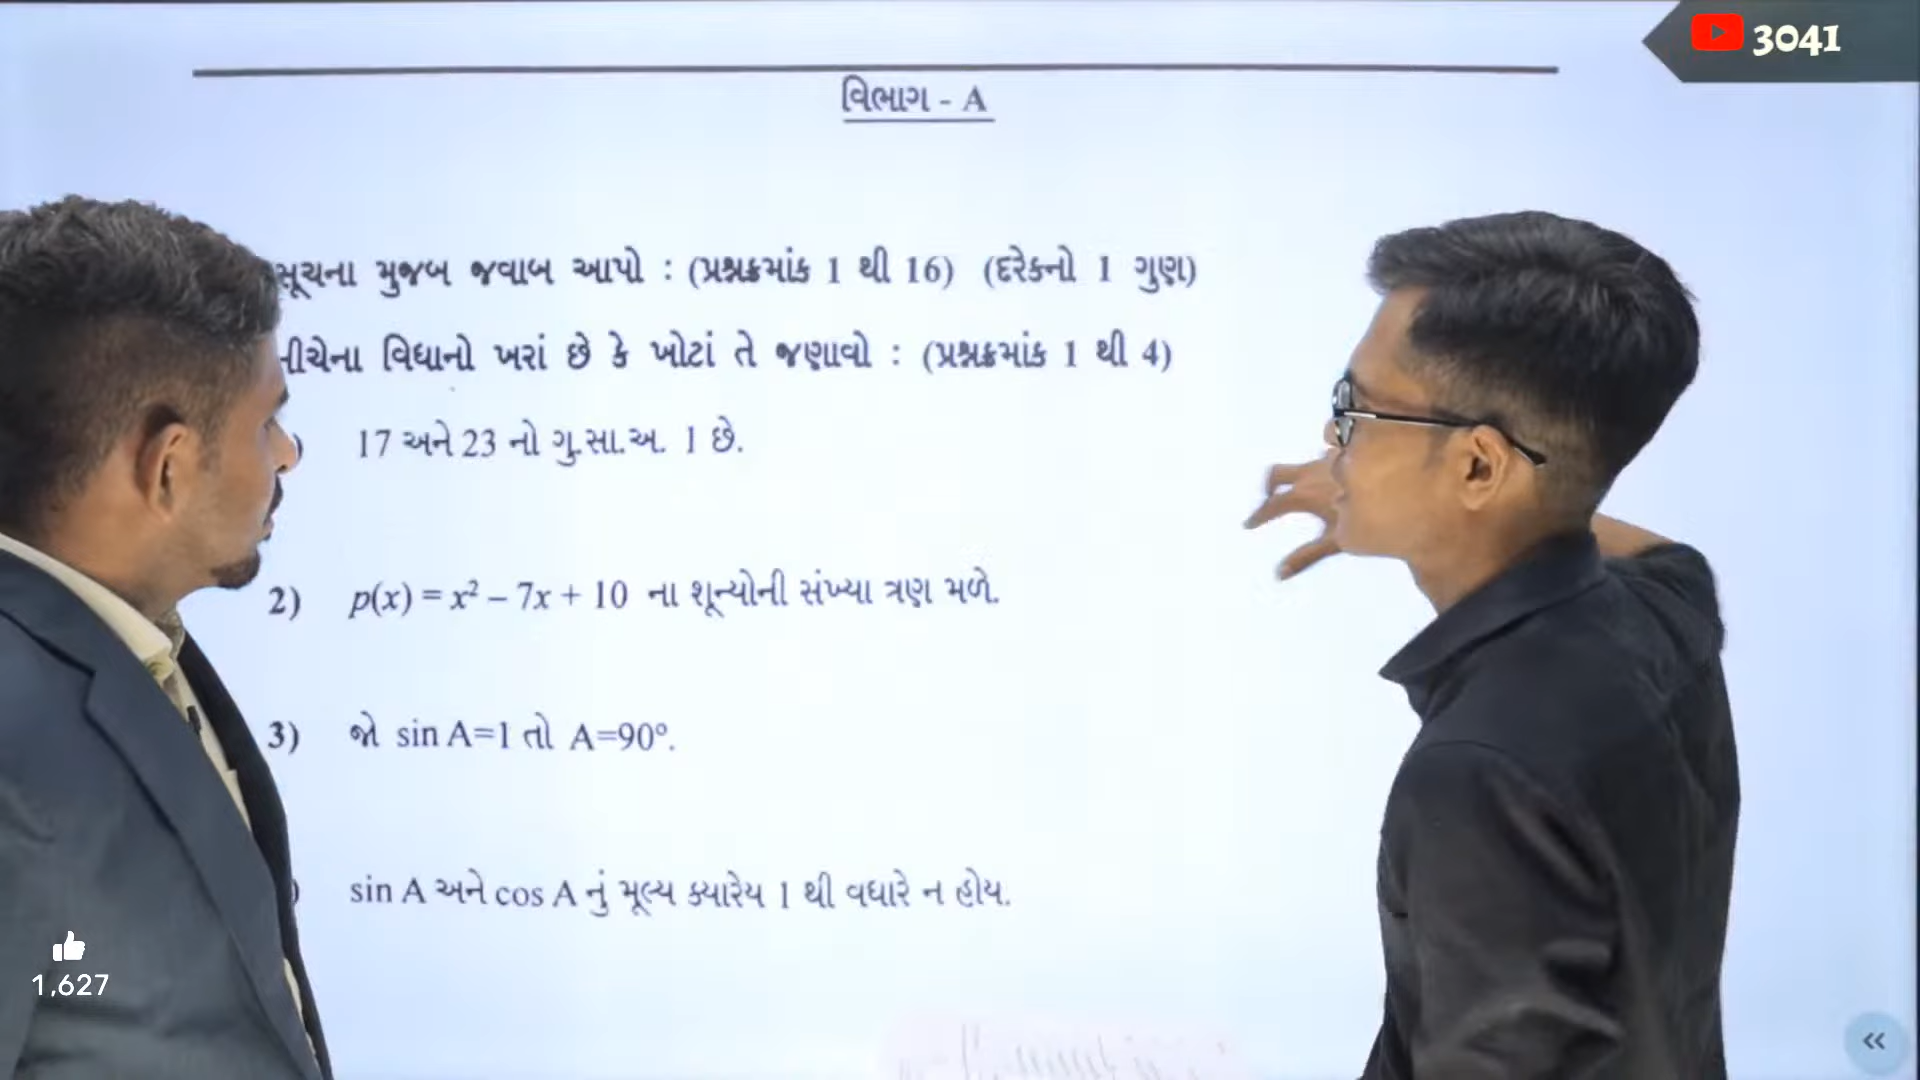 3041
વિભાગ - A
સૂચના મુજબ જવાબ આપો : (પ્રશ્નક્રમાંક 1 થી 16) (દરેકનો 1 ગુણ)
નીચેના વિધાનો ખરાં છે કે ખોટાં તે જણાવો : (પ્રશ્નક્રમાંક 1 થી 4)
) 17 અને 23 નો ગુ.સા.અ. 1 છે.
2) p(x) = x² – 7x + 10 ના શૂન્યોની સંખ્યા ત્રણ મળે.
3) જો sin A=1 તો A=90°.
) sin A અને cos A નું મૂલ્ય ક્યારેય 1 થી વધારે ન હોય.
1,627